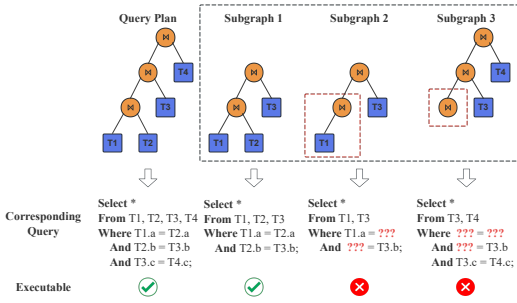 Query Plan Subgraph 1 Subgraph 2 Subgraph 3
⋈ ⋈
⋈ T4 ⋈ ⋈ ⋈ T4
⋈ T3 ⋈ T3 ⋈ T3 ⋈ T3
T1 T2 T1 T2 T1
Corresponding Query
Select *
From T1, T2, T3, T4
Where T1.a = T2.a
And T2.b = T3.b
And T3.c = T4.c;
Select *
From T1, T2, T3
Where T1.a = T2.a
And T2.b = T3.b;
Select *
From T1, T3
Where T1.a = ???
And ??? = T3.b;
Select *
From T3, T4
Where ??? = ???
And ??? = T3.b
And T3.c = T4.c;
Executable